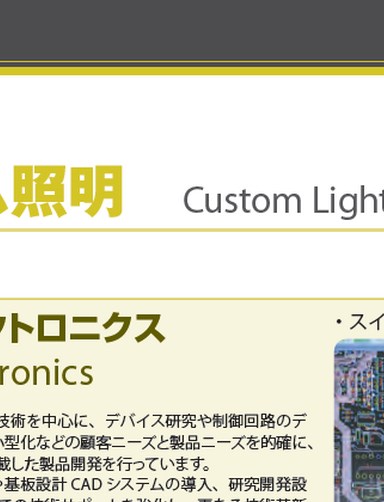 照明 Custom Light
クトロニクス
ronics
・スイ
技術を中心に、デバイス研究や制御回路のデ
小型化などの顧客ニーズと製品ニーズを的確に、
載した製品開発を行っています。
や基板設計 CAD システムの導入、研究開発設